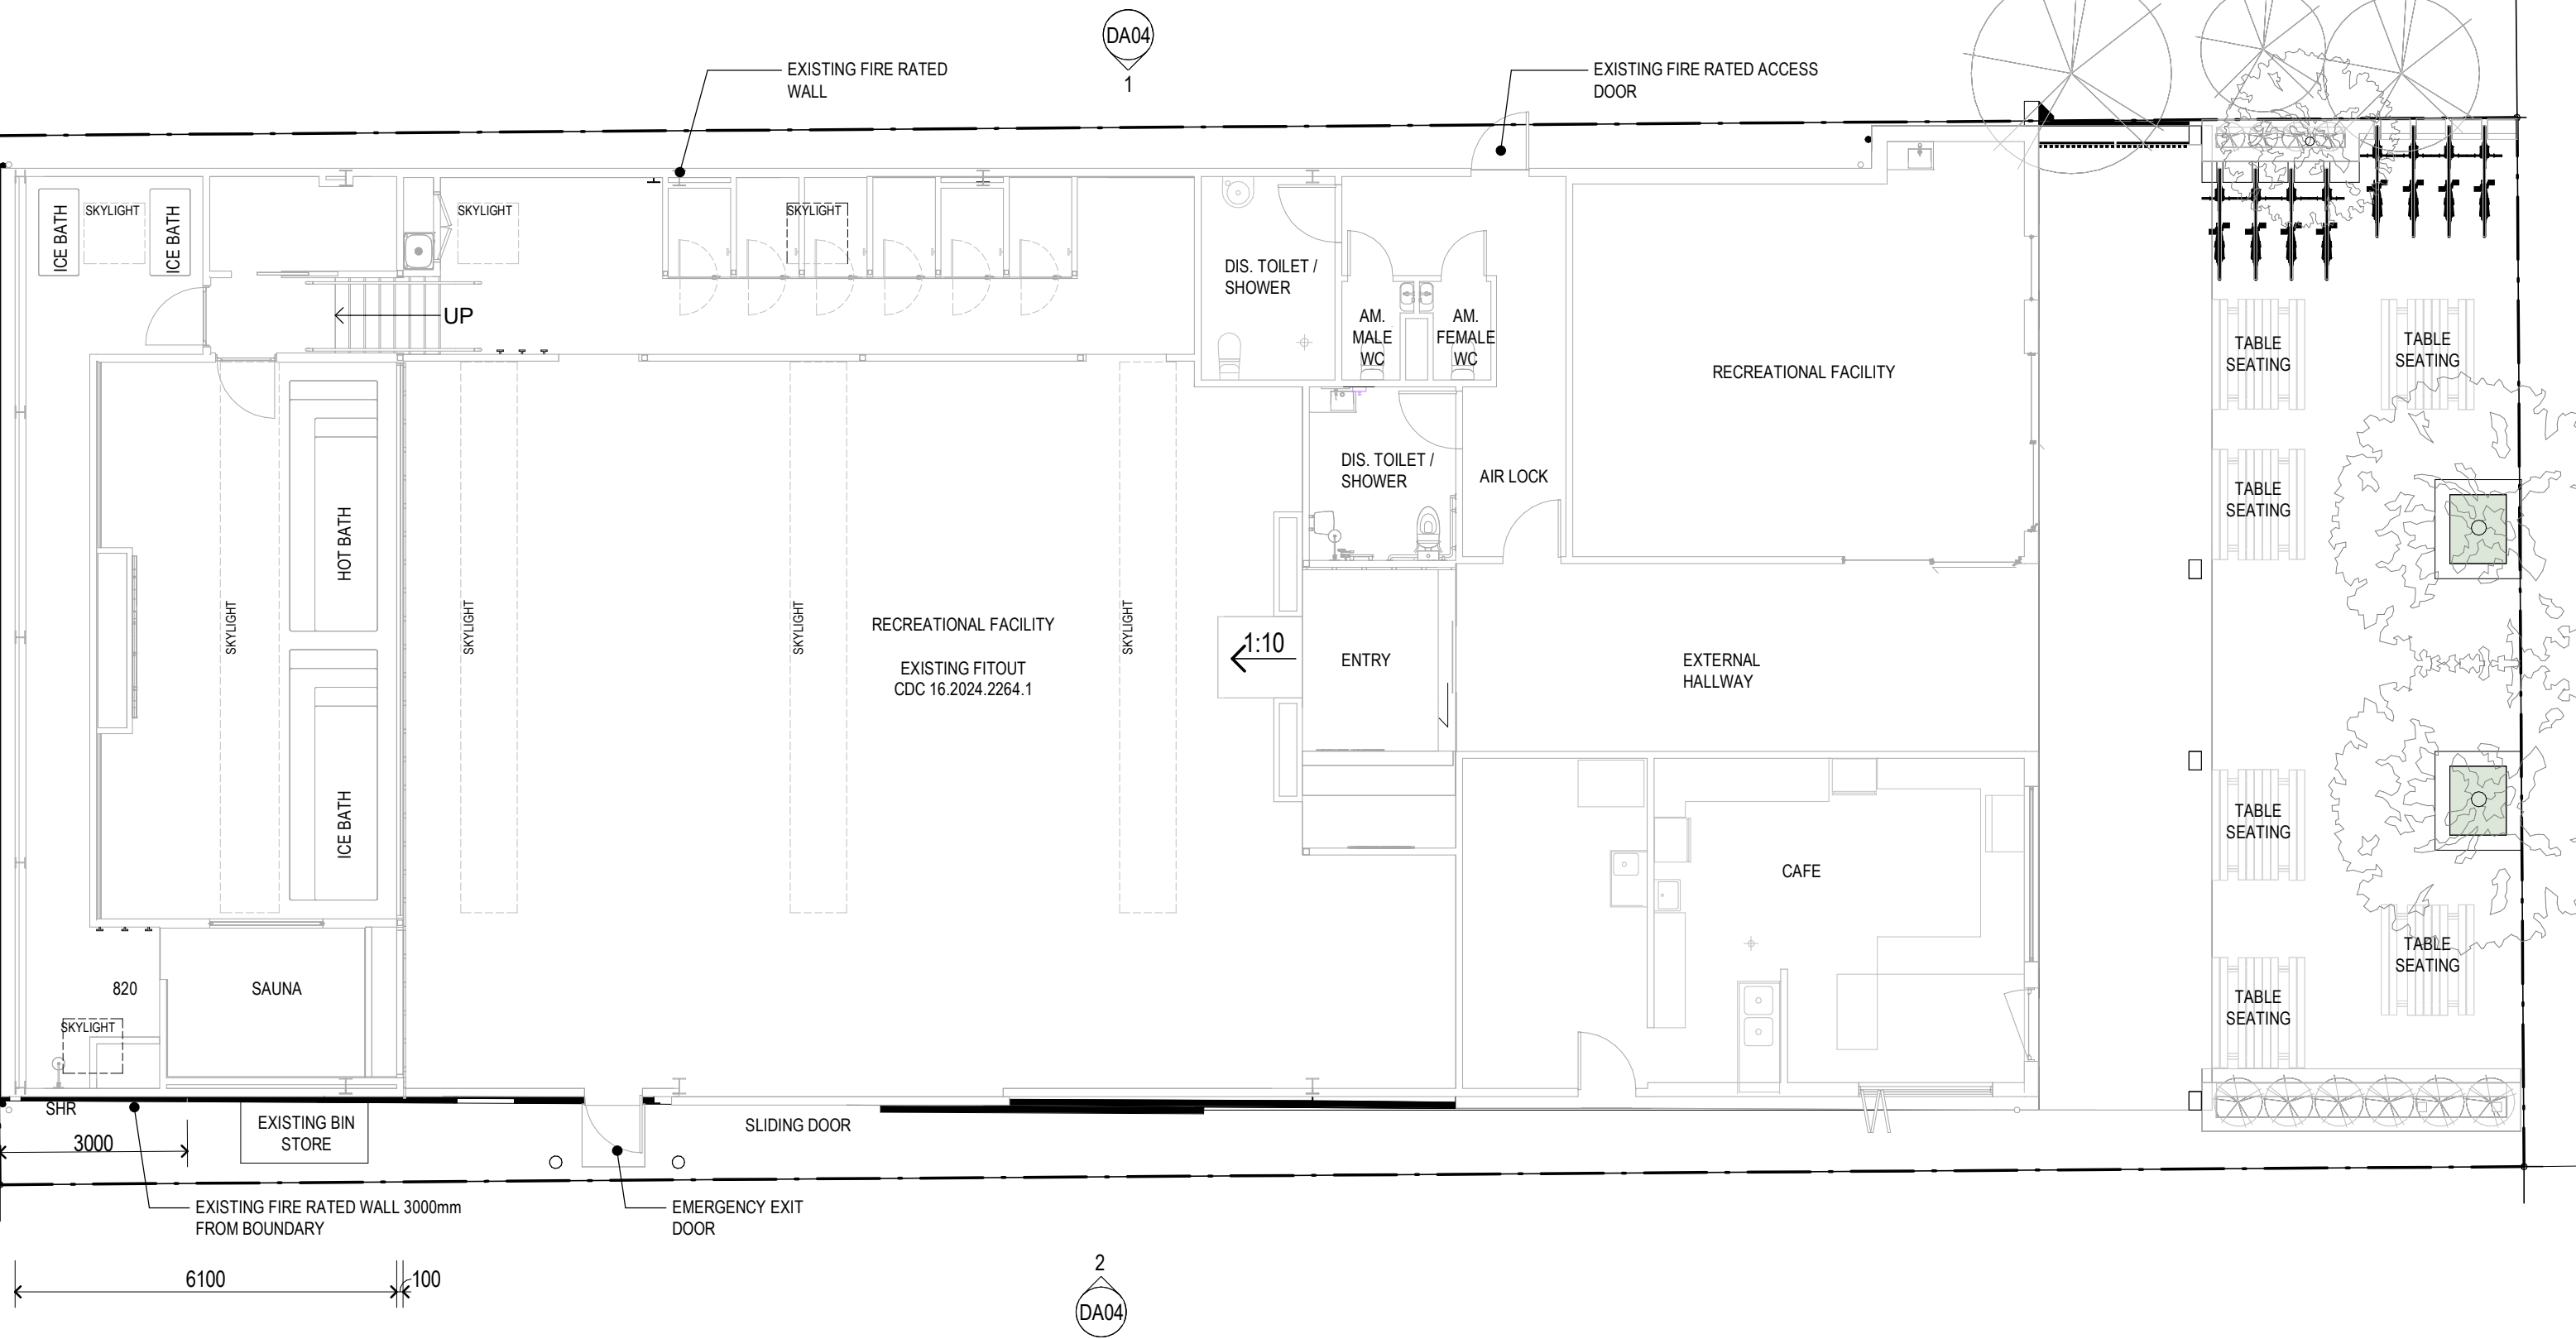 DA04
1
EXISTING FIRE RATED
WALL
EXISTING FIRE RATED ACCESS
DOOR
ICE BATH
SKYLIGHT
ICE BATH
SKYLIGHT
SKYLIGHT
DIS. TOILET /
SHOWER
UP
AM.
MALE
WC
AM.
FEMALE
WC
RECREATIONAL FACILITY
TABLE
SEATING
TABLE
SEATING
DIS. TOILET /
SHOWER
AIR LOCK
TABLE
SEATING
HOT BATH
SKYLIGHT
SKYLIGHT
SKYLIGHT
SKYLIGHT
RECREATIONAL FACILITY
EXISTING FITOUT
CDC 16.2024.2264.1
1:10
ENTRY
EXTERNAL
HALLWAY
ICE BATH
CAFE
TABLE
SEATING
TABLE
SEATING
820
SAUNA
TABLE
SEATING
SKYLIGHT
SHR
3000
EXISTING BIN
STORE
SLIDING DOOR
EXISTING FIRE RATED WALL 3000mm
FROM BOUNDARY
EMERGENCY EXIT
DOOR
6100
100
2
DA04